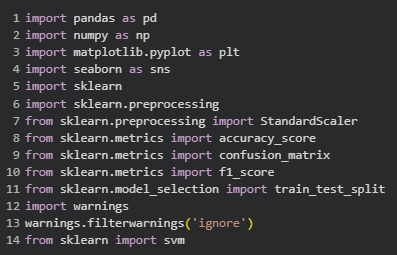 1 import pandas as pd
2 import numpy as np
3 import matplotlib.pyplot as plt
4 import seaborn as sns
5 import sklearn
6 import sklearn.preprocessing
7 from sklearn.preprocessing import StandardScaler
8 from sklearn.metrics import accuracy_score
9 from sklearn.metrics import confusion_matrix
10 from sklearn.metrics import f1_score
11 from sklearn.model_selection import train_test_split
12 import warnings
13 warnings.filterwarnings('ignore')
14 from sklearn import svm